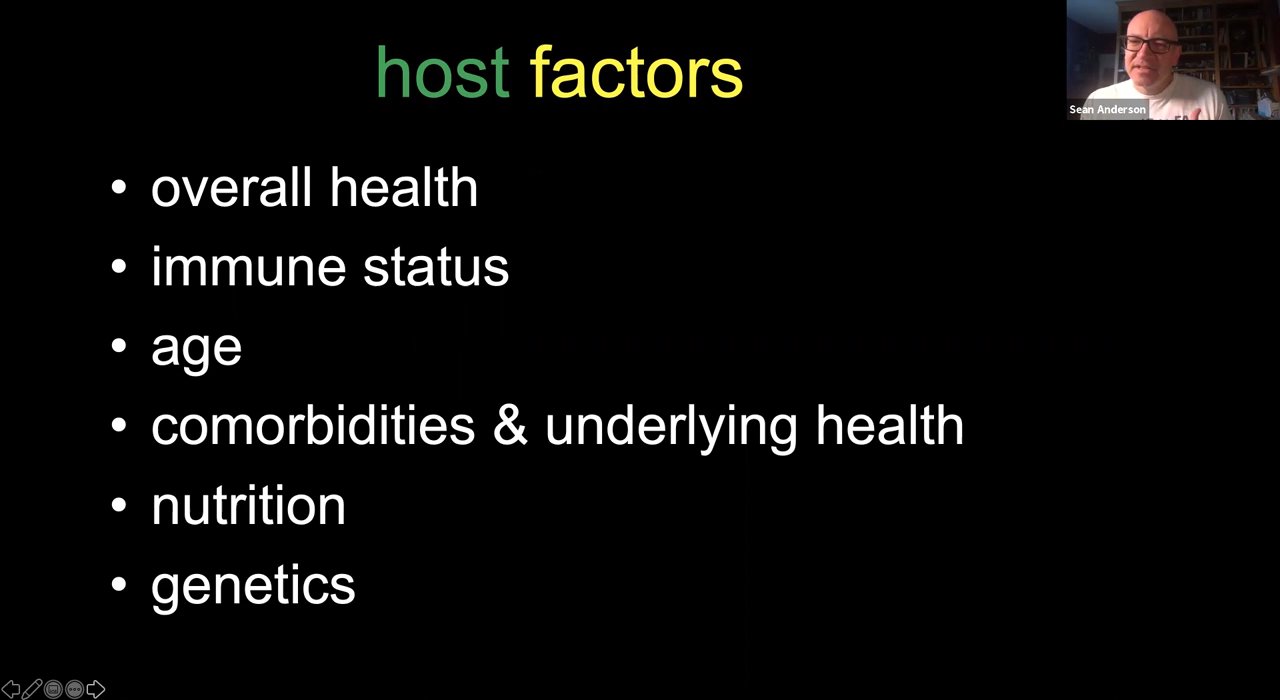 host factors
Sean Anderson
• overall health
• immune status
• age
• comorbidities & underlying health
• nutrition
• genetics